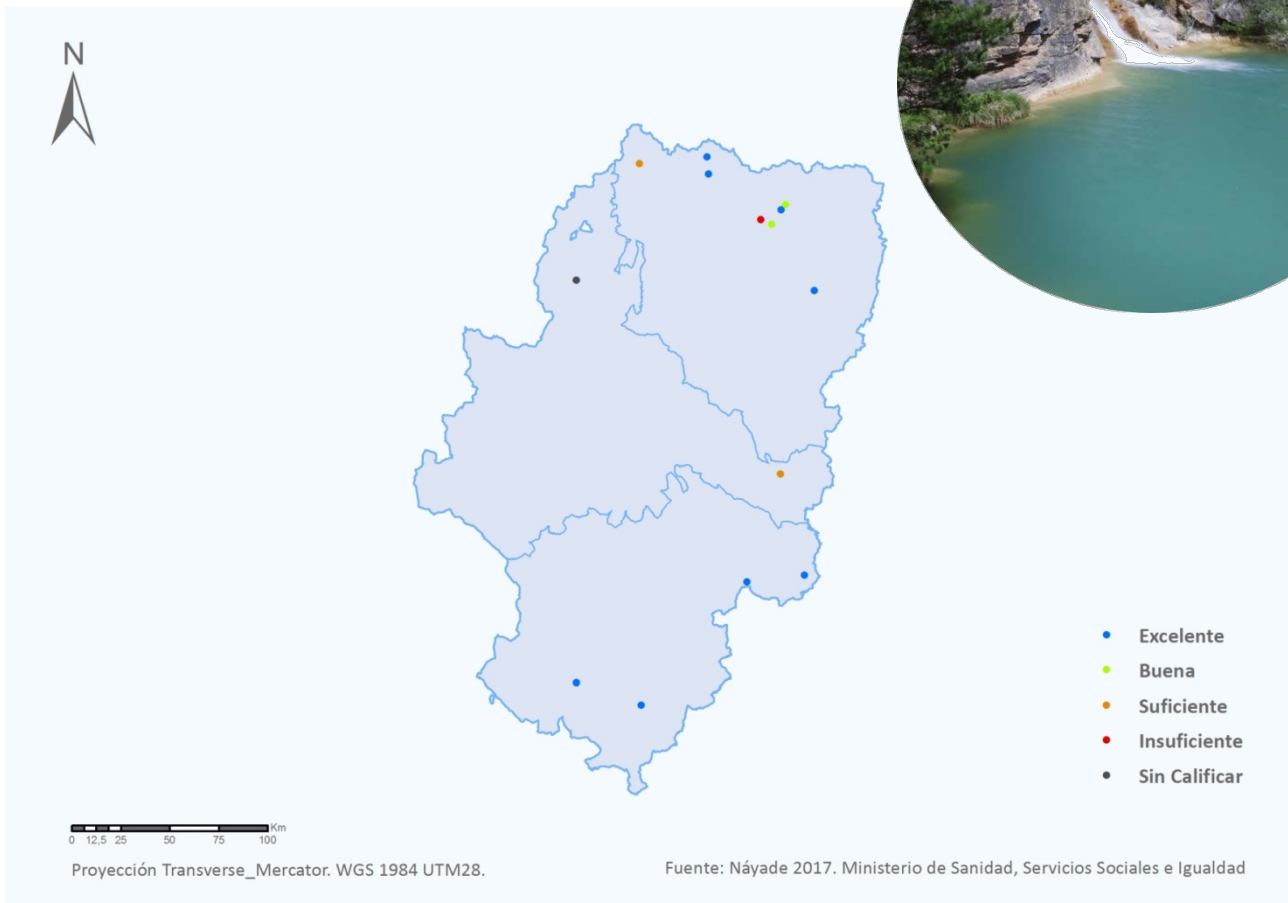 N
Excelente
Buena
Suficiente
Insuficiente
Sin Calificar
Km
0 12,5 25 50 75 100
Proyección Transverse_Mercator. WGS 1984 UTM28.
Fuente: Náyade 2017. Ministerio de Sanidad, Servicios Sociales e Igualdad